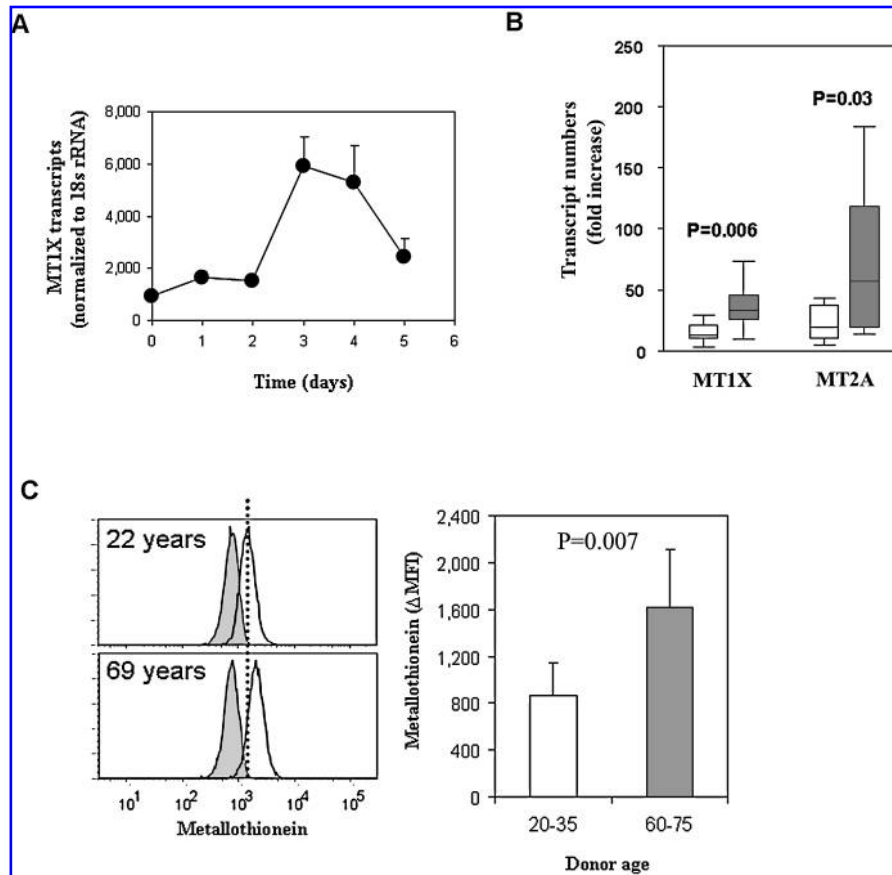 A
MT1X transcripts
(normalized to 18s rRNA)
8,000
6,000
4,000
2,000
0
0 1 2 3 4 5 6
Time (days)
B
Transcript numbers
(fold increase)
250
200
150
100
50
0
P=0.006
P=0.03
MT1X MT2A
C
22 years
69 years
10¹ 10² 10³ 10⁴ 10⁵
Metallothionein
Metallothionein (Δ MFI)
2,400
2,000
1,600
1,200
800
400
0
P=0.007
20-35 60-75
Donor age